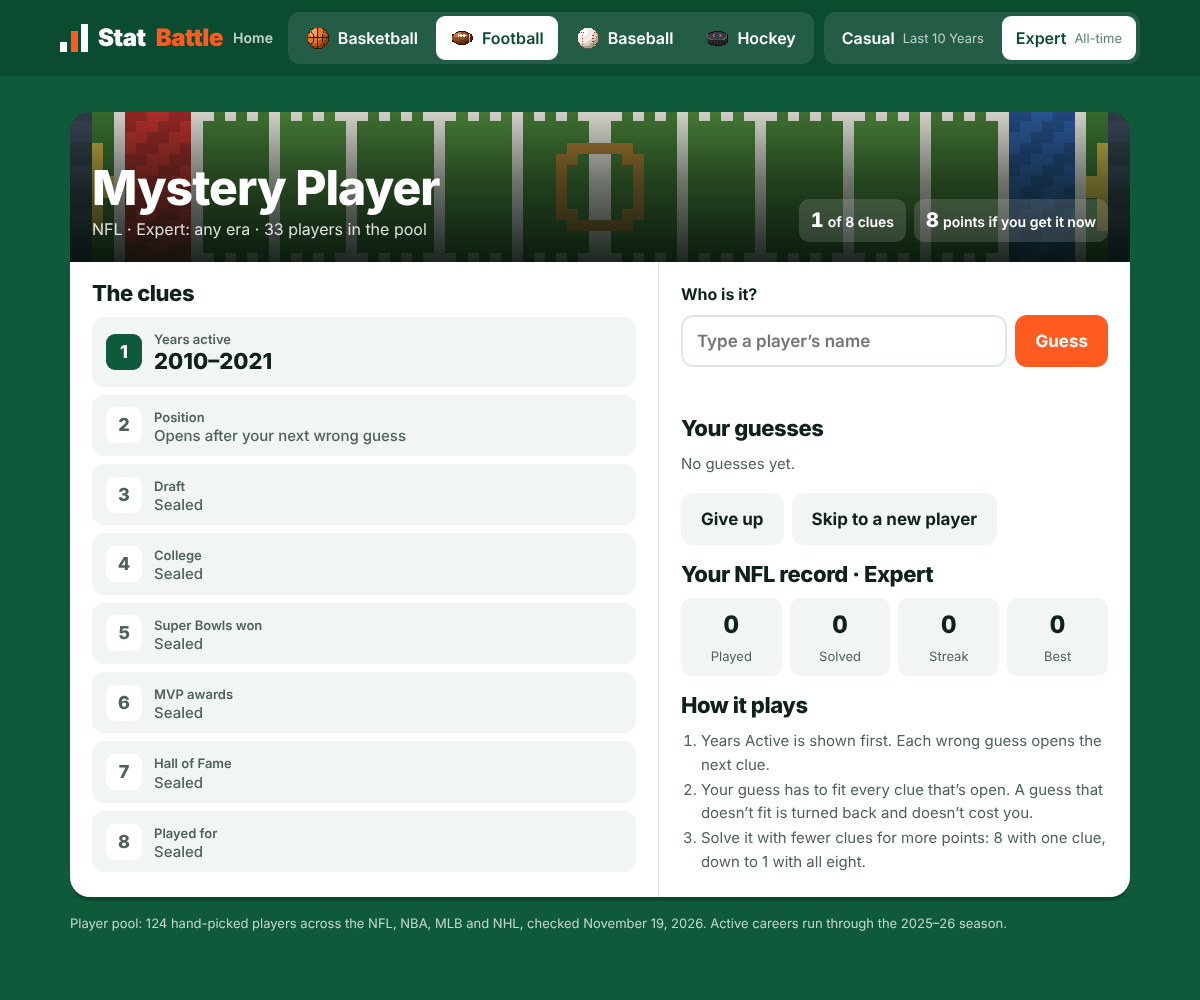 Stat Battle
Home
Basketball
Football
Baseball
Hockey
Casual Last 10 Years
Expert All-time
Mystery Player
NFL · Expert: any era · 33 players in the pool
1 of 8 clues
8 points if you get it now
The clues
1
Years active
2010–2021
2
Position
Opens after your next wrong guess
3
Draft
Sealed
4
College
Sealed
5
Super Bowls won
Sealed
6
MVP awards
Sealed
7
Hall of Fame
Sealed
8
Played for
Sealed
Who is it?
Type a player’s name
Guess
Your guesses
No guesses yet.
Give up
Skip to a new player
Your NFL record · Expert
0
Played
0
Solved
0
Streak
0
Best
How it plays
1. Years Active is shown first. Each wrong guess opens the
next clue.
2. Your guess has to fit every clue that’s open. A guess that
doesn’t fit is turned back and doesn’t cost you.
3. Solve it with fewer clues for more points: 8 with one clue,
down to 1 with all eight.
Player pool: 124 hand-picked players across the NFL, NBA, MLB and NHL, checked November 19, 2026. Active careers run through the 2025–26 season.